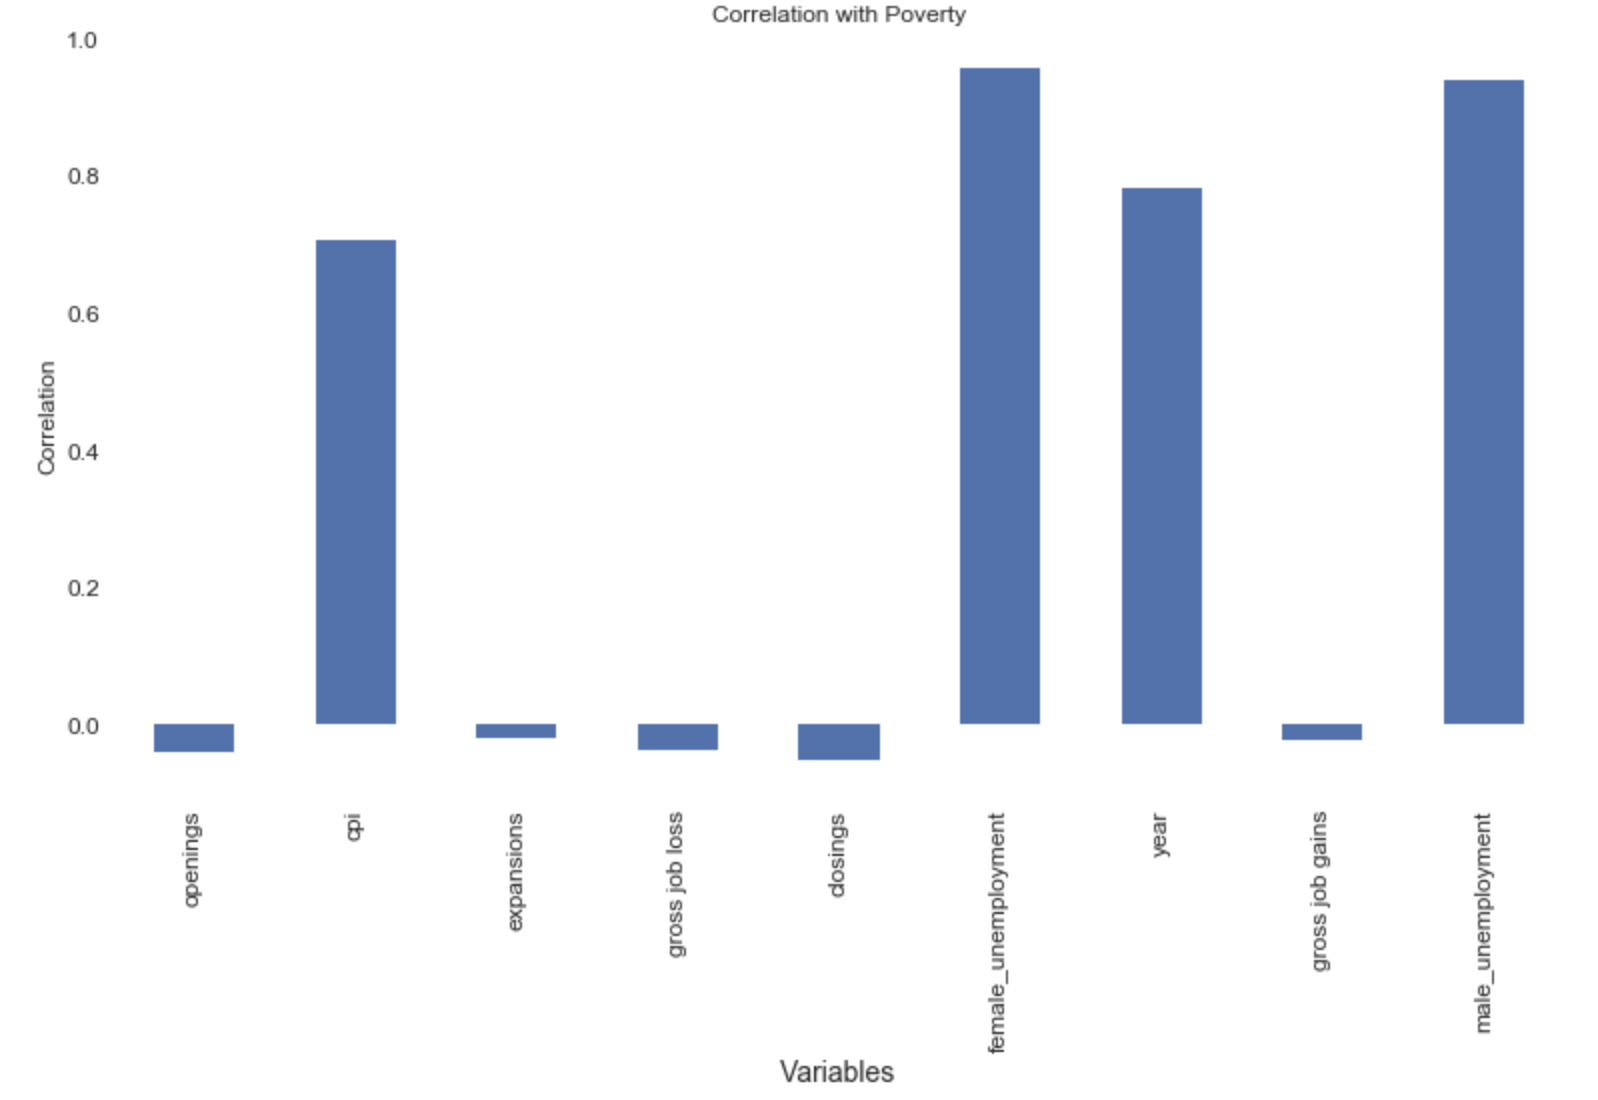 Correlation with Poverty
1.0
0.8
0.6
0.4
0.2
0.0
Correlation
openings
cpi
expansions
gross job loss
closings
female_unemployment
year
gross job gains
male_unemployment
Variables